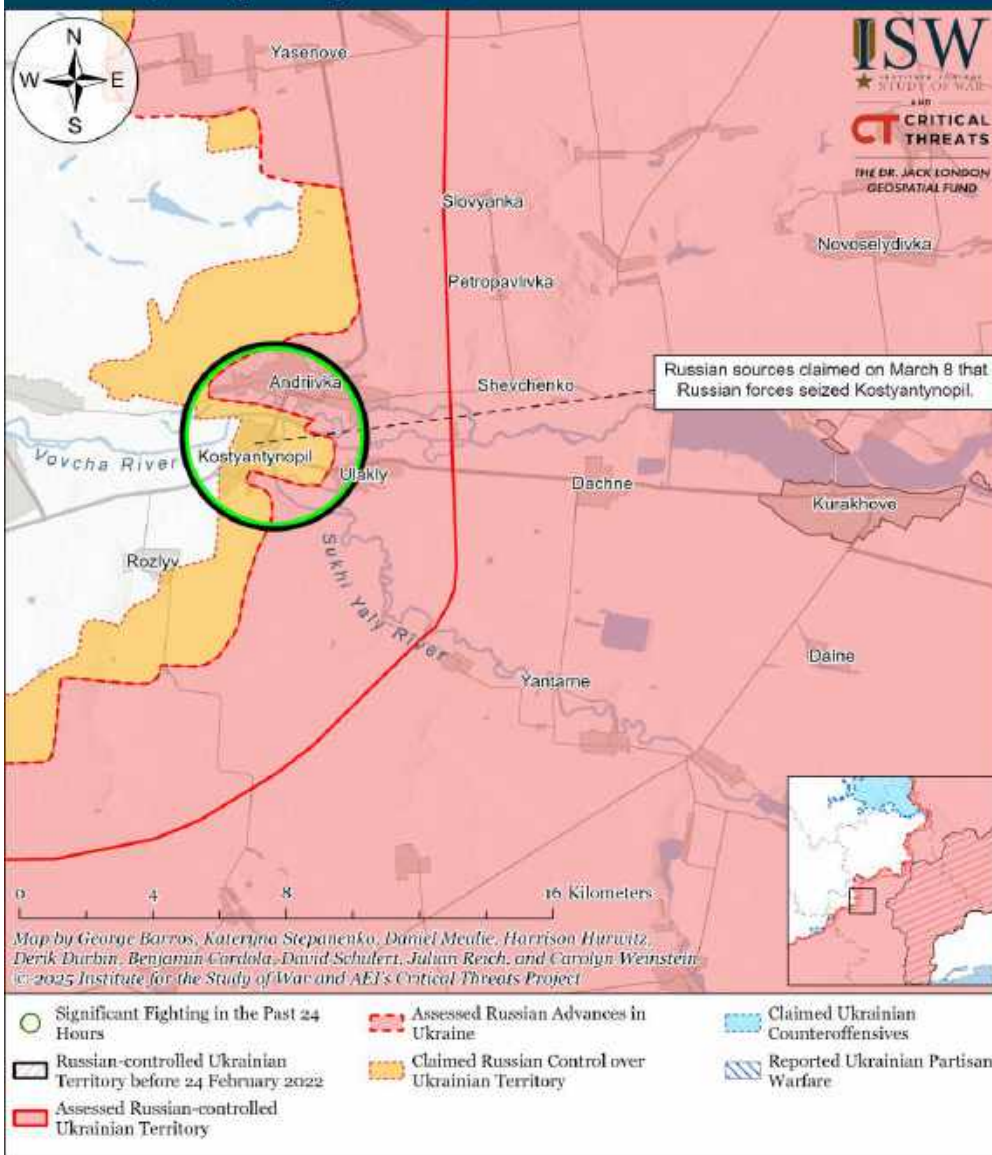 N
W E
S
ISW
INSTITUTE FOR THE
STUDY OF WAR
AND
CT CRITICAL
THREATS
THE DR. JACK LONDON
GEOSPATIAL FUND
Yasenove
Slovyanka
Novoselydivka
Petropavlivka
Russian sources claimed on March 8 that
Russian forces seized Kostyantynopil.
Andriivka
Shevchenko
Vovcha River
Kostyantynopil
Ulakly
Dachne
Kurakhove
Rozlyv
Sukhi Yaly River
Dalne
Yantarne
0 4 8 16 Kilometers
Map by George Barros, Kateryna Stepanenko, Daniel Mealie, Harrison Hurwitz,
Derik Durbin, Benjamin Cordola, David Schulert, Julian Reich, and Carolyn Weinstein
© 2025 Institute for the Study of War and AEI's Critical Threats Project
Significant Fighting in the Past 24
Hours
Russian-controlled Ukrainian
Territory before 24 February 2022
Assessed Russian-controlled
Ukrainian Territory
Assessed Russian Advances in
Ukraine
Claimed Russian Control over
Ukrainian Territory
Claimed Ukrainian
Counteroffensives
Reported Ukrainian Partisan
Warfare